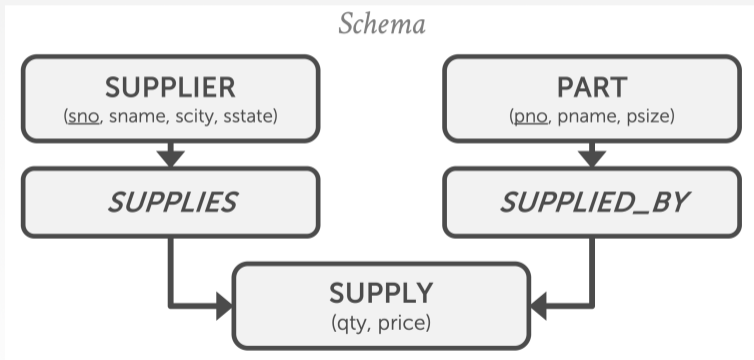 Schema
SUPPLIER
(sno, sname, scity, sstate)
PART
(pno, pname, psize)
SUPPLIES
SUPPLIED_BY
SUPPLY
(qty, price)